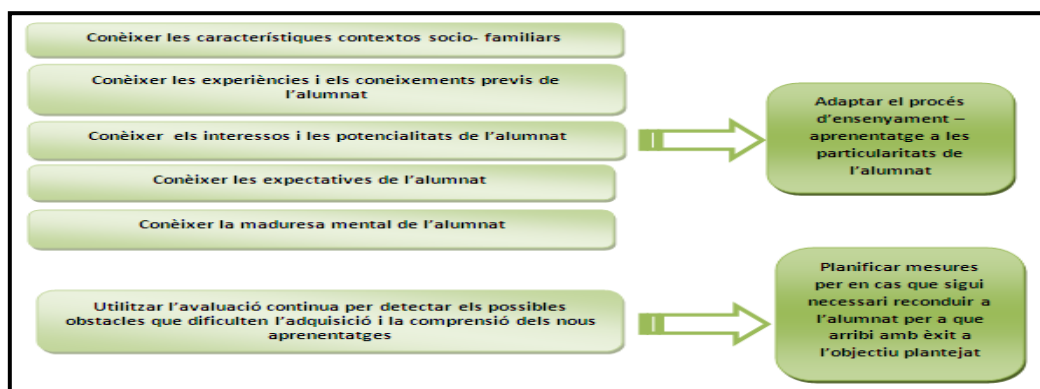 Conèixer les característiques contextos socio- familiars
Conèixer les experiències i els coneixements previs de
l'alumnat
Conèixer els interessos i les potencialitats de l'alumnat
Conèixer les expectatives de l'alumnat
Conèixer la maduresa mental de l'alumnat
Adaptar el procés
d'ensenyament –
aprenentatge a les
particularitats de
l'alumnat
Utilitzar l'avaluació continua per detectar els possibles
obstacles que dificulten l'adquisició i la comprensió dels nous
aprenentatges
Planificar mesures
per en cas que sigui
necessari reconduir a
l'alumnat per a que
arribi amb èxit a
l'objectiu plantejat